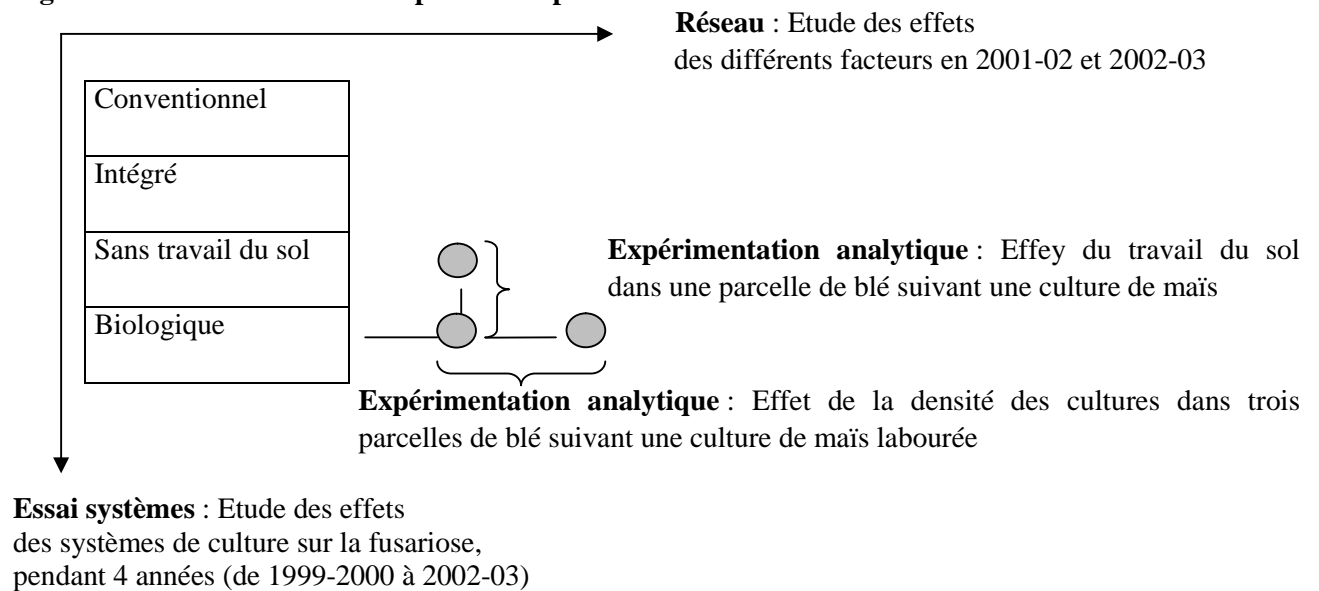 Réseau : Etude des effets
des différents facteurs en 2001-02 et 2002-03
Conventionnel
Intégré
Sans travail du sol
Biologique
Expérimentation analytique : Effey du travail du sol
dans une parcelle de blé suivant une culture de maïs
Expérimentation analytique : Effet de la densité des cultures dans trois
parcelles de blé suivant une culture de maïs labourée
Essai systèmes : Etude des effets
des systèmes de culture sur la fusariose,
pendant 4 années (de 1999-2000 à 2002-03)